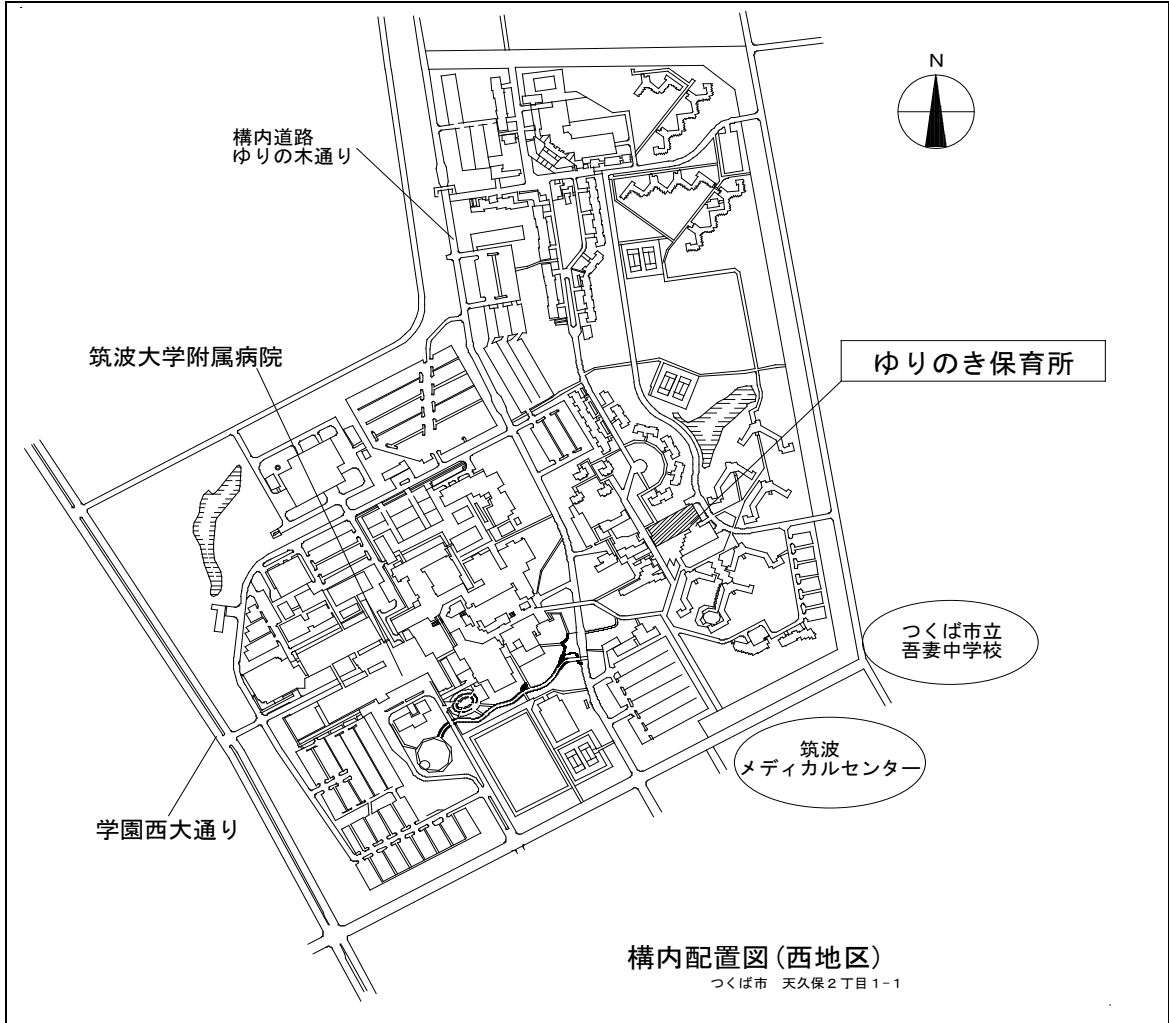 N
構内道路
ゆりの木通り
筑波大学附属病院
ゆりのき保育所
つくば市立
吾妻中学校
筑波
メディカルセンター
学園西大通り
構内配置図(西地区)
つくば市 天久保2丁目1-1